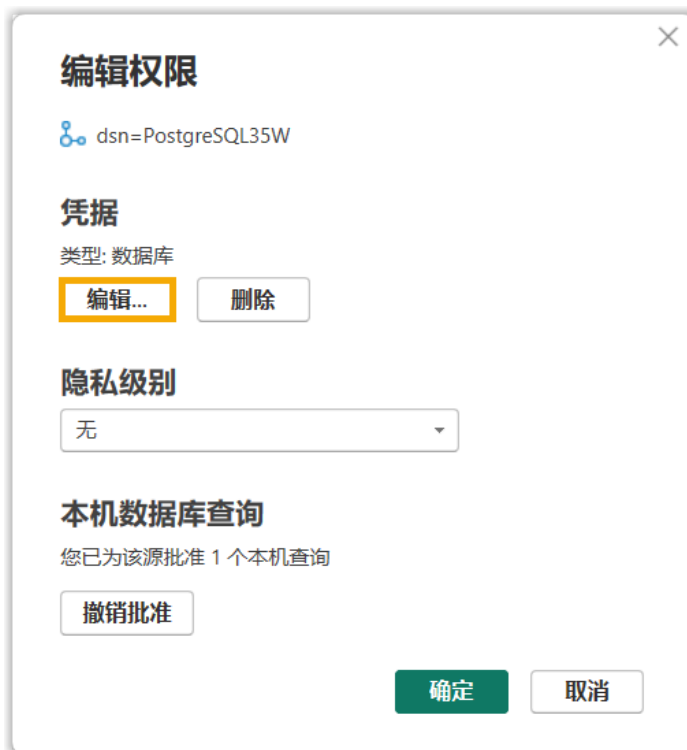 编辑权限
dsn=PostgreSQL35W
凭据
类型: 数据库
编辑... 删除
隐私级别
无
本机数据库查询
您已为该源批准 1 个本机查询
撤销批准
确定 取消